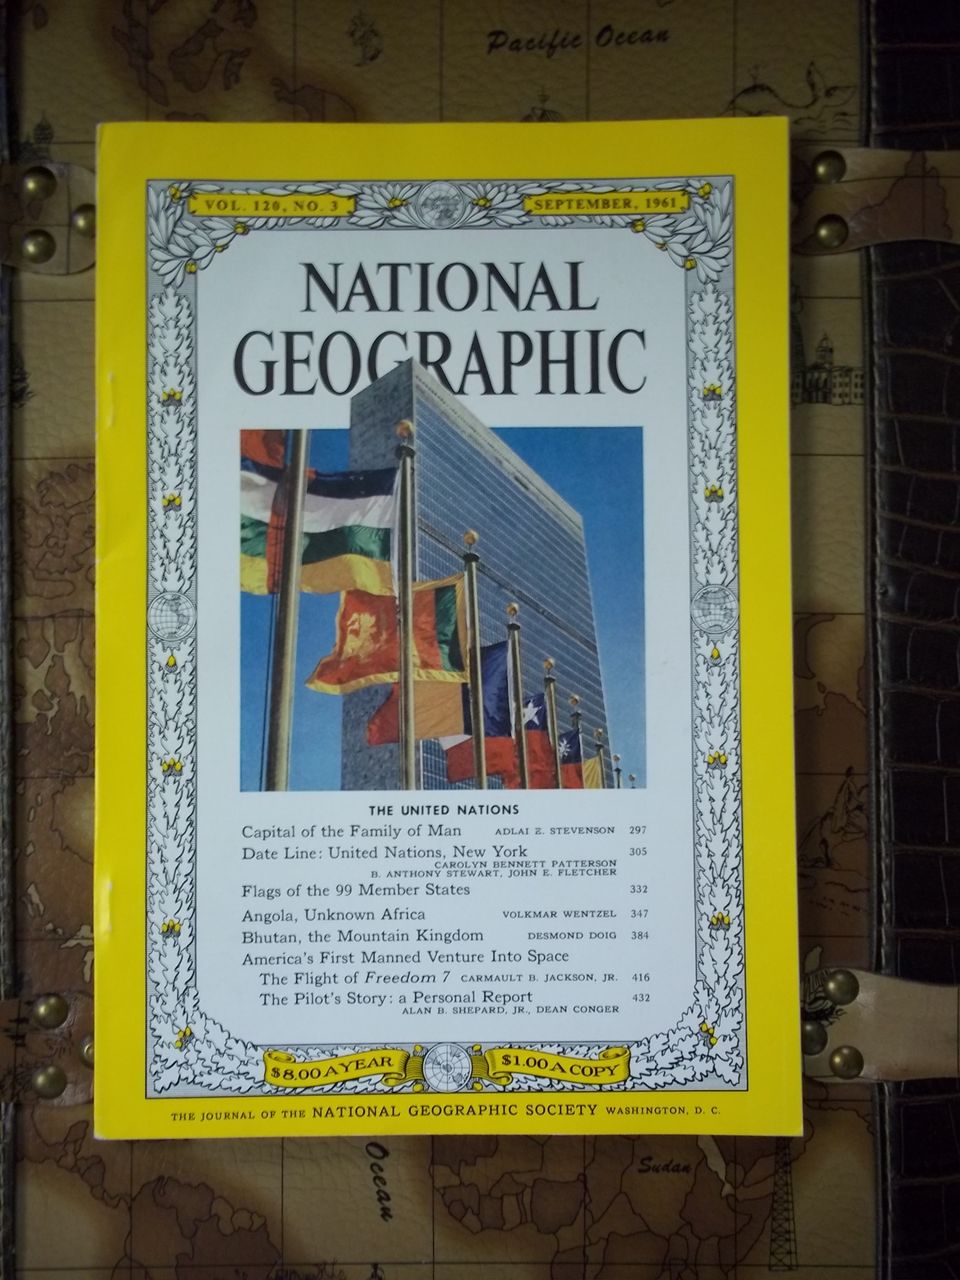 Pacific Ocean
VOL. 120, NO. 3
SEPTEMBER, 1961
NATIONAL
GEOGRAPHIC
THE UNITED NATIONS
Capital of the Family of Man ADLAI E. STEVENSON 297
Date Line: United Nations, New York 305
CAROLYN BENNETT PATTERSON
B. ANTHONY STEWART, JOHN E. FLETCHER
Flags of the 99 Member States 332
Angola, Unknown Africa VOLKMAR WENTZEL 347
Bhutan, the Mountain Kingdom DESMOND DOIG 384
America's First Manned Venture Into Space
The Flight of Freedom 7 CARMAULT B. JACKSON, JR. 416
The Pilot's Story: a Personal Report 432
ALAN B. SHEPARD, JR., DEAN CONGER
$8.00 A YEAR
$1.00 A COPY
THE JOURNAL OF THE NATIONAL GEOGRAPHIC SOCIETY WASHINGTON, D. C.
Ocean
Sudan